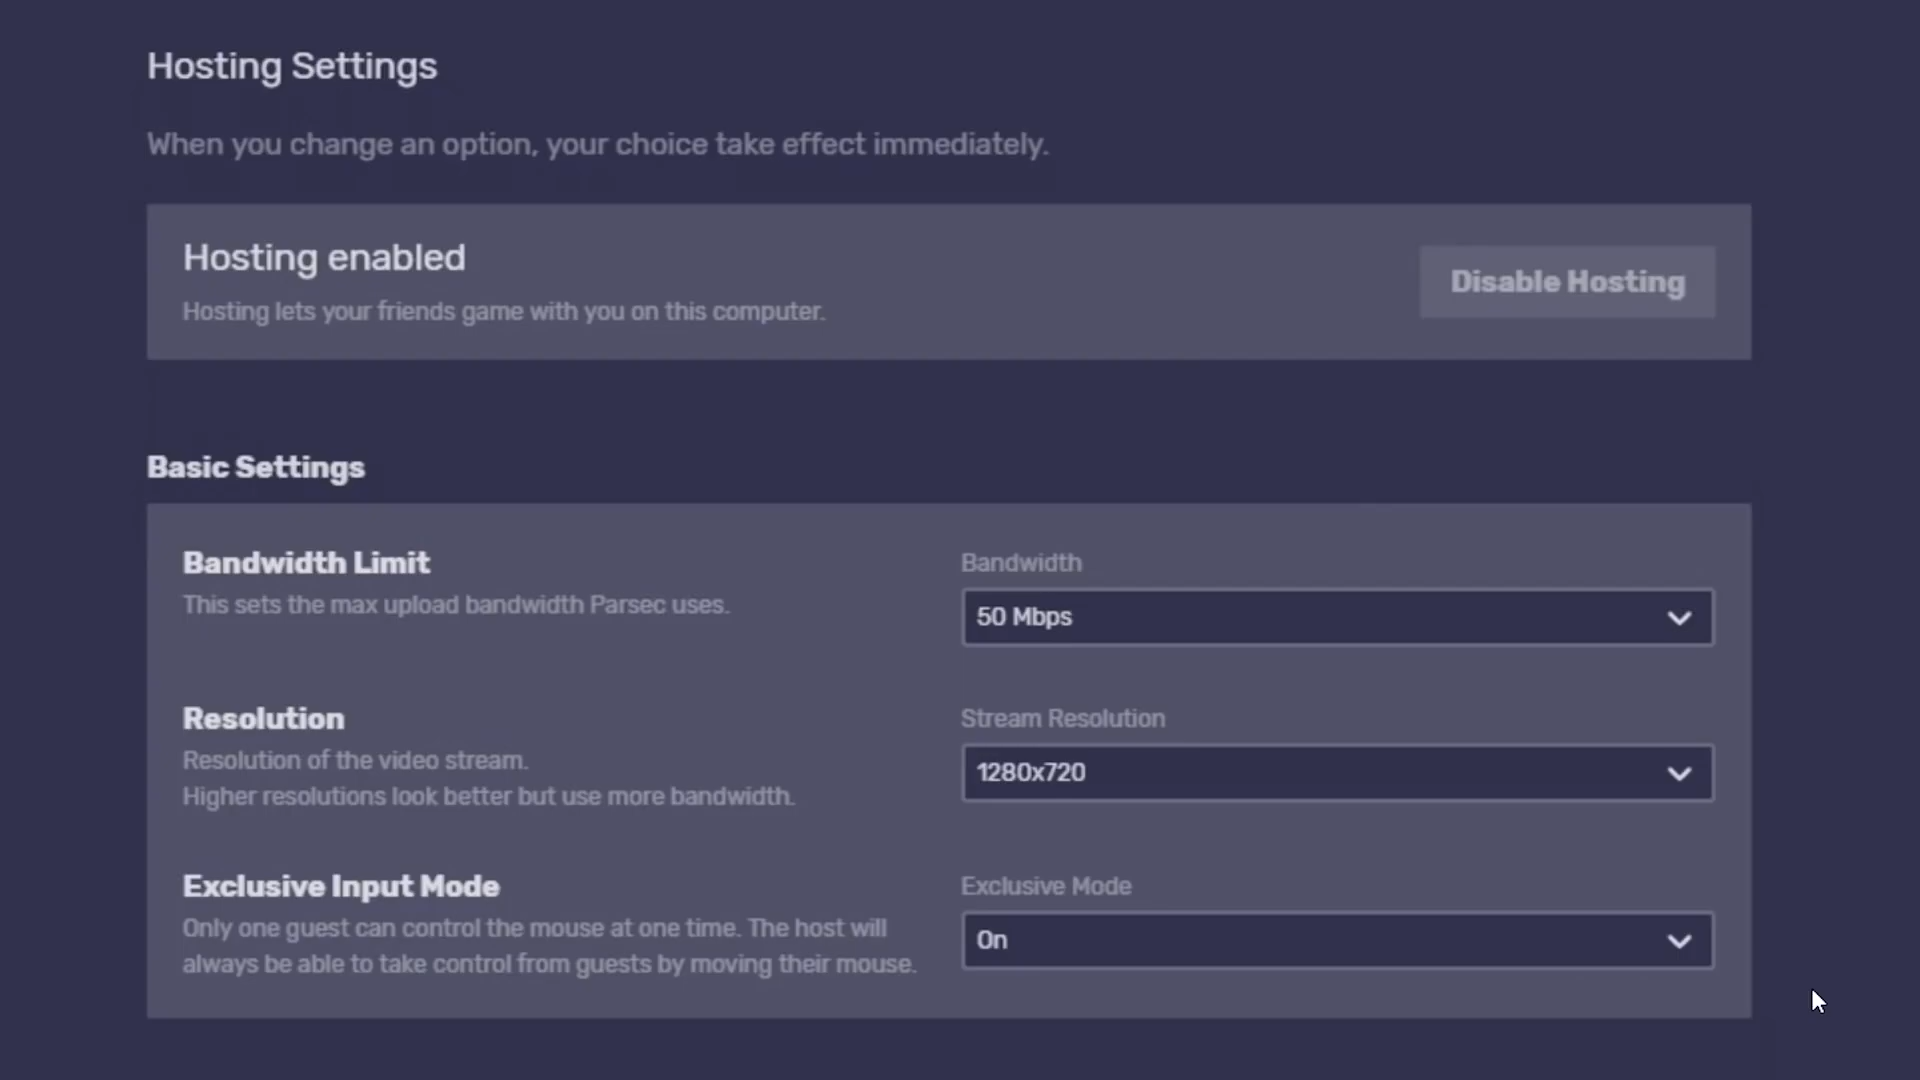 Hosting Settings
When you change an option, your choice take effect immediately.
Hosting enabled
Hosting lets your friends game with you on this computer.
Disable Hosting
Basic Settings
Bandwidth Limit
This sets the max upload bandwidth Parsec uses.
Bandwidth
50 Mbps
Resolution
Resolution of the video stream.
Higher resolutions look better but use more bandwidth.
Stream Resolution
1280x720
Exclusive Input Mode
Only one guest can control the mouse at one time. The host will
always be able to take control from guests by moving their mouse.
Exclusive Mode
On